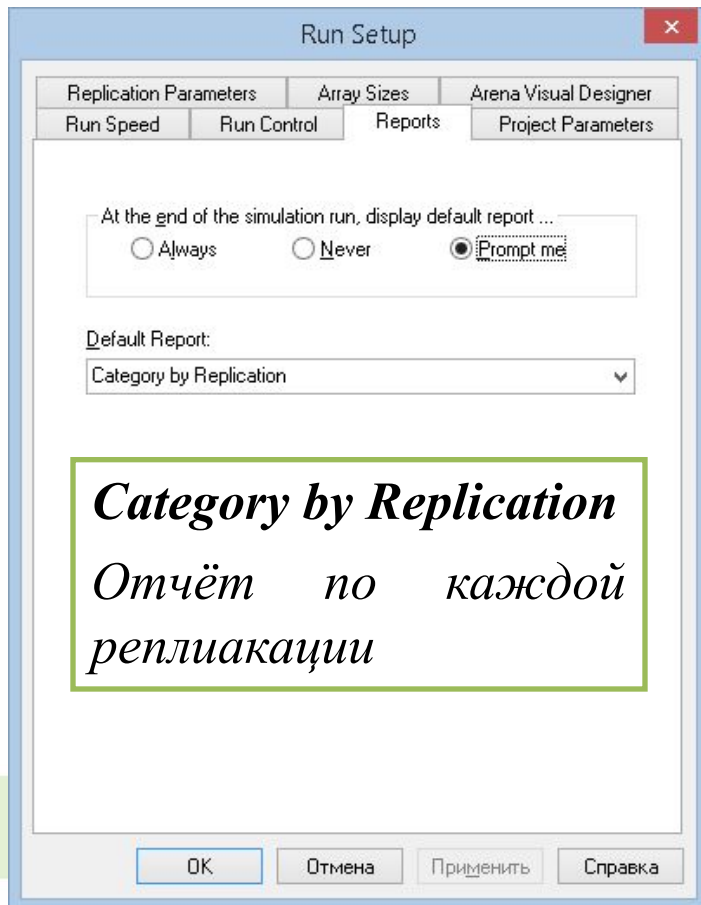 Run Setup
Replication Parameters Array Sizes Arena Visual Designer
Run Speed Run Control Reports Project Parameters
At the end of the simulation run, display default report ...
Always Never Prompt me
Default Report:
Category by Replication
Category by Replication
Отчёт по каждой
реплиакации
OK Отмена Применить Справка